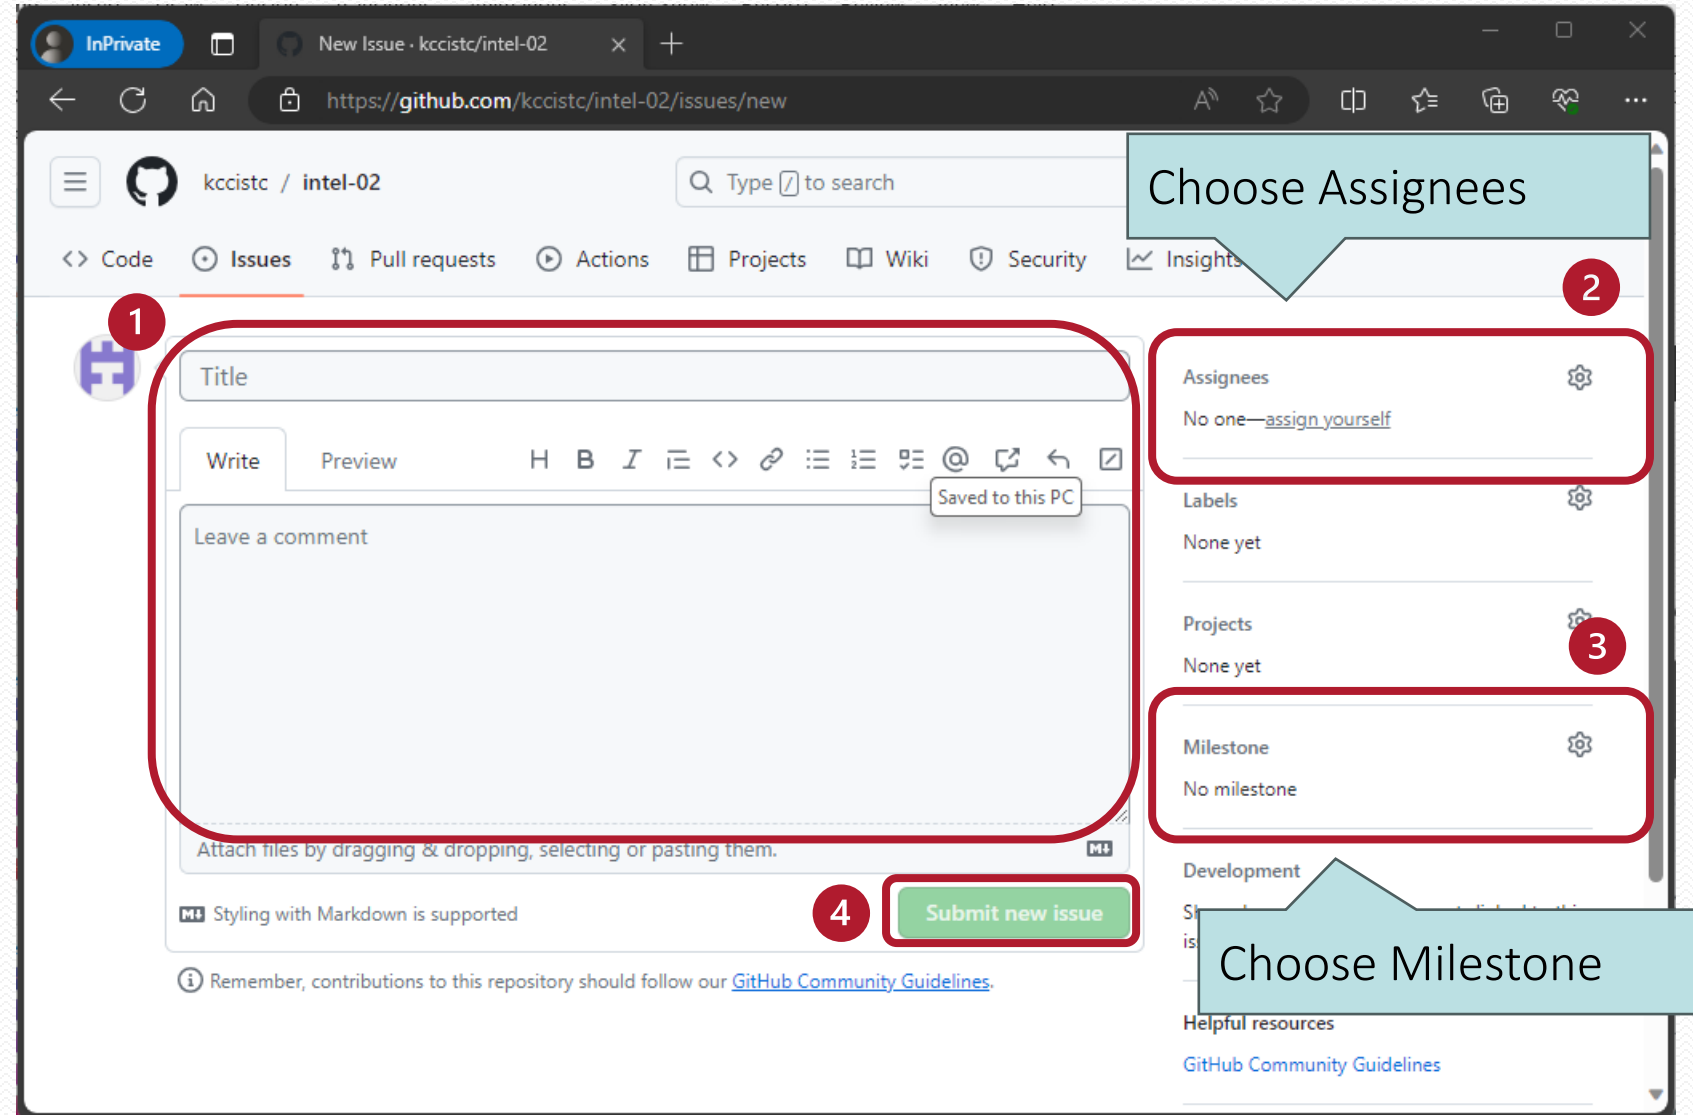 InPrivate
New Issue · kccistc/intel-02
https://github.com/kccistc/intel-02/issues/new
kccistc / intel-02
Type / to search
Choose Assignees
Code
Issues
Pull requests
Actions
Projects
Wiki
Security
Insights
1
2
Title
Assignees
No one—assign yourself
Write
Preview
H B I
Saved to this PC
Leave a comment
Labels
None yet
Projects
None yet
3
Milestone
No milestone
Attach files by dragging & dropping, selecting or pasting them.
Styling with Markdown is supported
4
Submit new issue
Development
Choose Milestone
Remember, contributions to this repository should follow our GitHub Community Guidelines.
Helpful resources
GitHub Community Guidelines